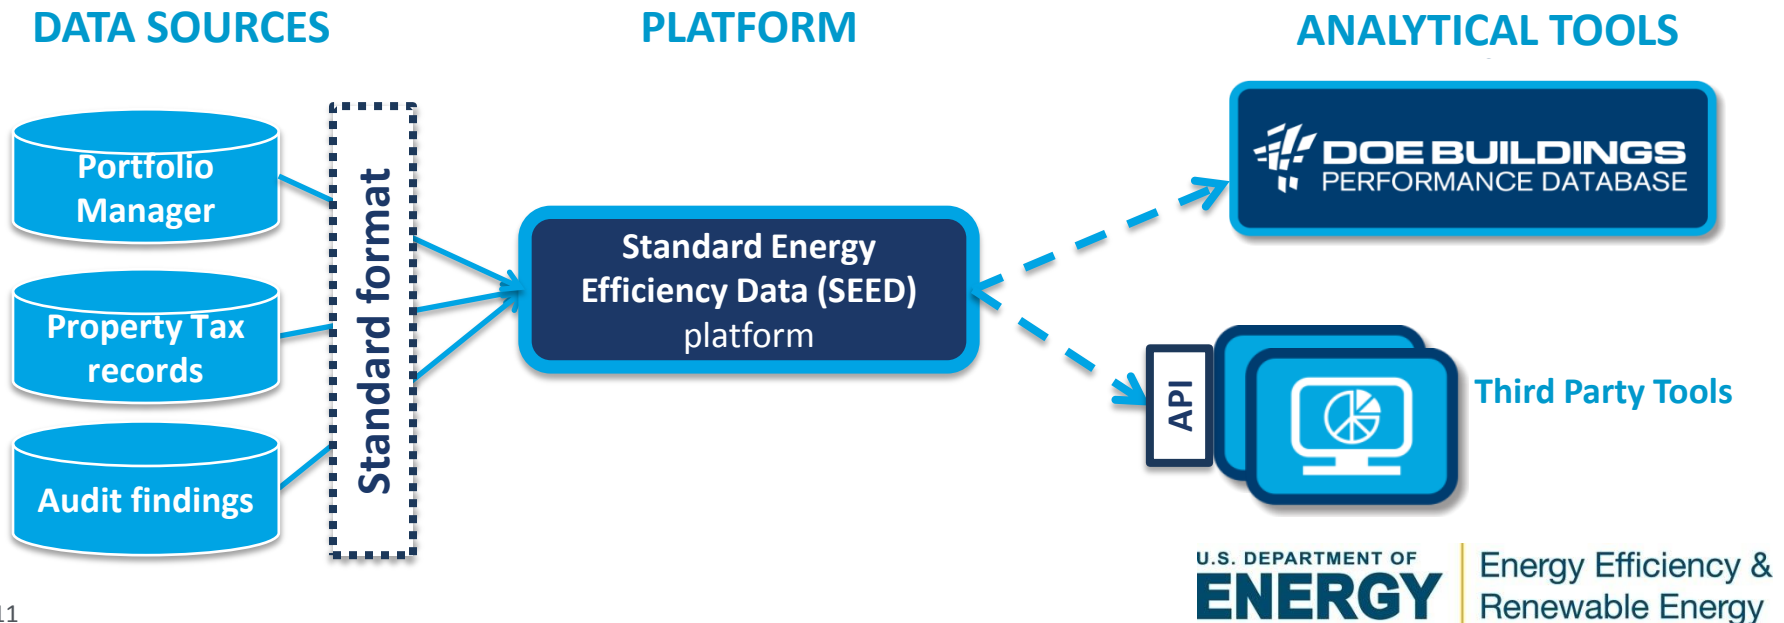 DATA SOURCES
PLATFORM
ANALYTICAL TOOLS
Portfolio
Manager
Property Tax
records
Audit findings
Standard format
Standard Energy
Efficiency Data (SEED)
platform
DOE BUILDINGS
PERFORMANCE DATABASE
API
Third Party Tools
U.S. DEPARTMENT OF
ENERGY
Energy Efficiency &
Renewable Energy
11